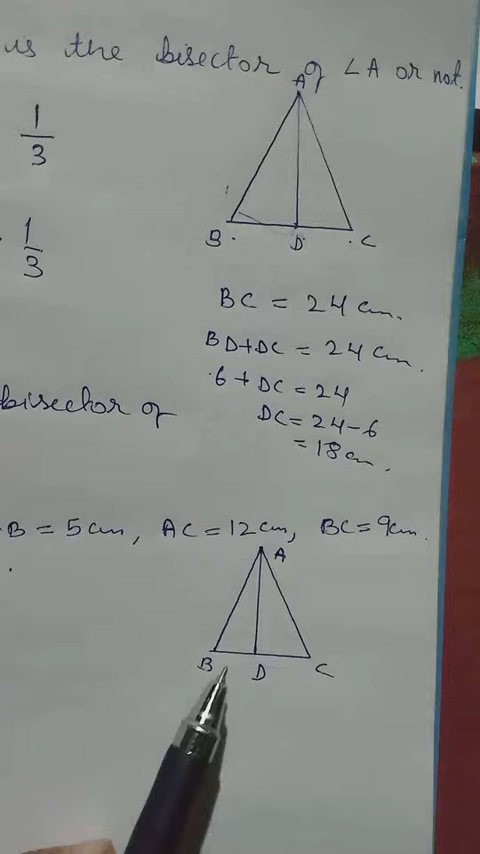 is the bisector of ∠A or not.
A
1/3
1/3
B D C
BC = 24 cm.
BD+DC = 24 cm.
6 + DC = 24
DC = 24-6
= 18 cm.
bisector of
B = 5 cm, AC = 12 cm, BC = 9 cm.
A
B D C